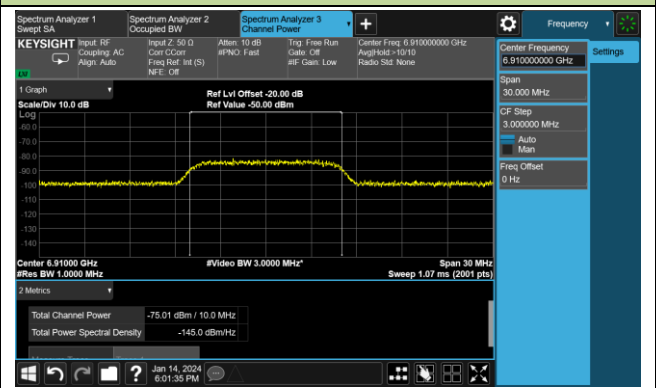 Spectrum Analyzer 1
Swept SA
Spectrum Analyzer 2
Occupied BW
Spectrum Analyzer 3
Channel Power
Frequency
KEYSIGHT
Input: RF
Coupling: AC
Align: Auto
Input Z: 50 Ω
Corr CCorr
Freq Ref: Int (S)
NFE: Off
Atten: 10 dB
#PNO: Fast
Trig: Free Run
Gate: Off
#IF Gain: Low
Center Freq: 6.910000000 GHz
Avg|Hold:>10/10
Radio Std: None
Center Frequency
6.910000000 GHz
Settings
Span
30.000 MHz
CF Step
3.000000 MHz
Auto
Man
Freq Offset
0 Hz
1 Graph
Scale/Div 10.0 dB
Ref Lvl Offset -20.00 dB
Ref Value -50.00 dBm
Log
-60.0
-70.0
-80.0
-90.0
-100
-110
-120
-130
-140
Center 6.91000 GHz
#Res BW 1.0000 MHz
#Video BW 3.0000 MHz*
Span 30 MHz
Sweep 1.07 ms (2001 pts)
2 Metrics
Total Channel Power -75.01 dBm / 10.0 MHz
Total Power Spectral Density -145.0 dBm/Hz
?
Jan 14, 2024
6:01:35 PM